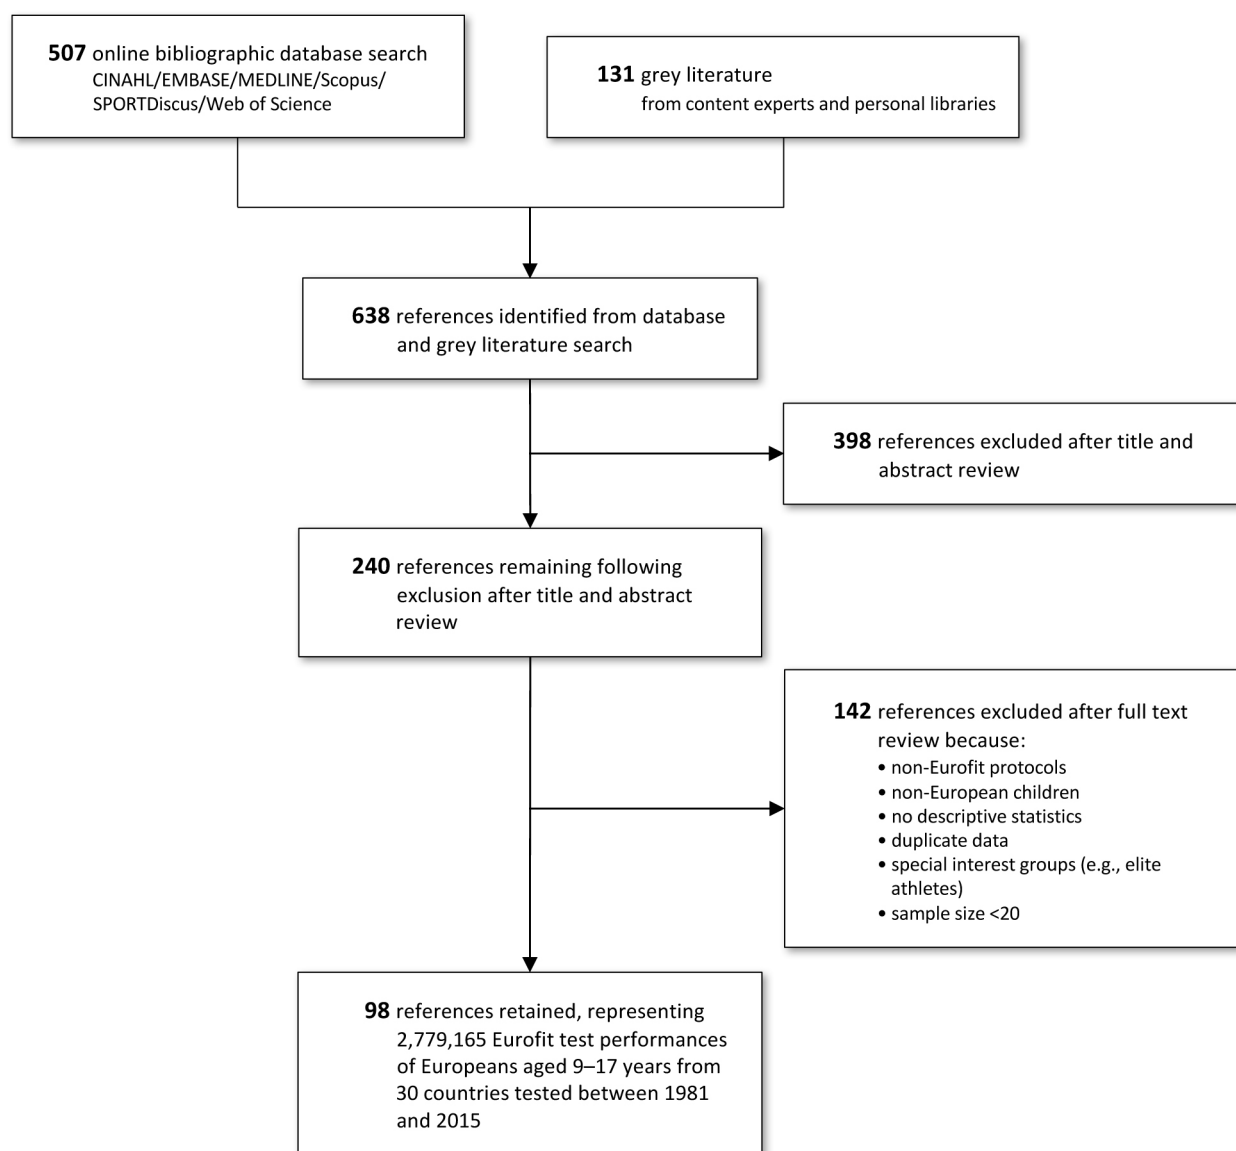 507 online bibliographic database search
CINAHL/EMBASE/MEDLINE/Scopus/
SPORTDiscus/Web of Science
131 grey literature
from content experts and personal libraries
638 references identified from database
and grey literature search
398 references excluded after title and
abstract review
240 references remaining following
exclusion after title and abstract
review
142 references excluded after full text
review because:
• non-Eurofit protocols
• non-European children
• no descriptive statistics
• duplicate data
• special interest groups (e.g., elite
athletes)
• sample size <20
98 references retained, representing
2,779,165 Eurofit test performances
of Europeans aged 9–17 years from
30 countries tested between 1981
and 2015